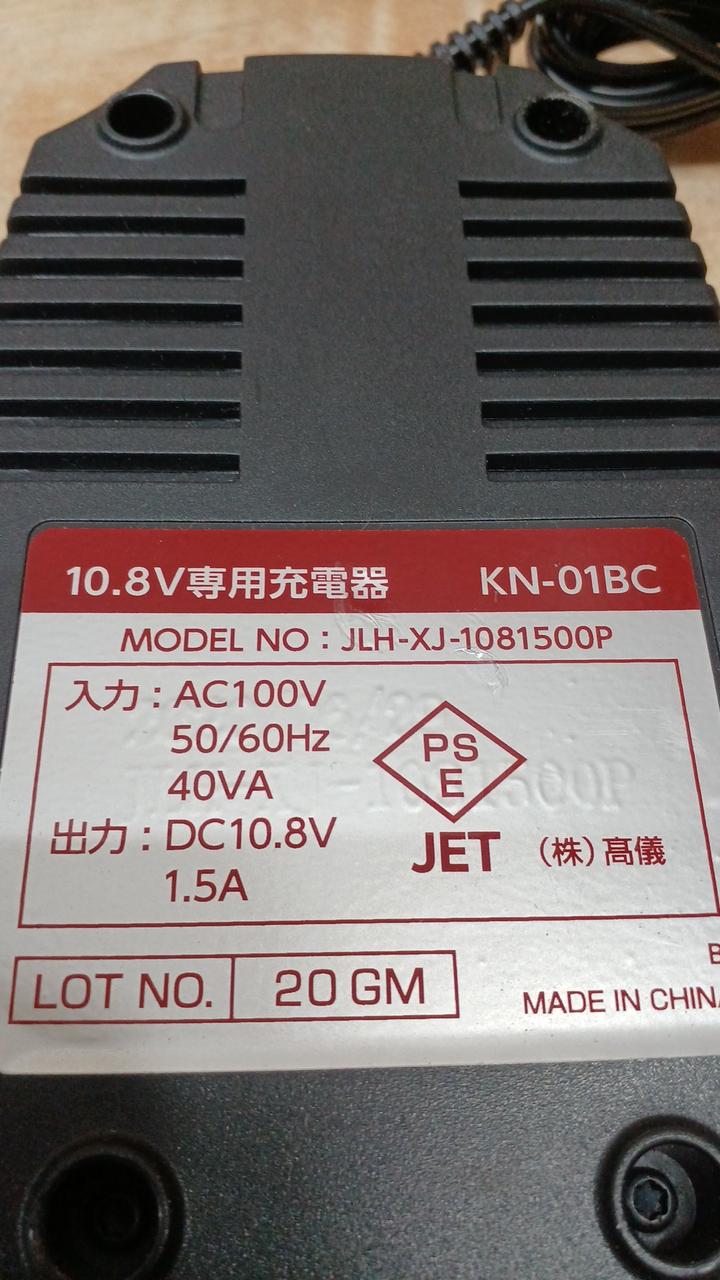 10.8V専用充電器 KN-01BC
MODEL NO : JLH-XJ-1081500P
入力 : AC100V
50/60Hz
40VA
出力 : DC10.8V
1.5A
PS
E
JET (株)髙儀
LOT NO. 20 GM
B
MADE IN CHINA